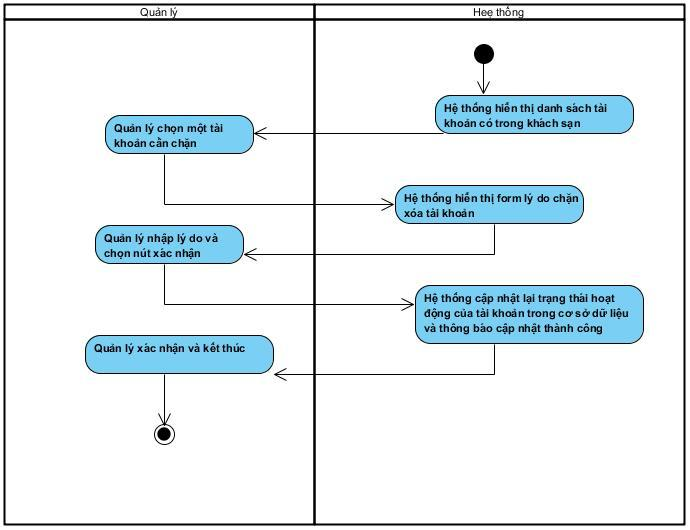 Quản lý
Heẹ thống
Hệ thống hiển thị danh sách tài
khoản có trong khách sạn
Quản lý chọn một tài
khoản cần chặn
Hệ thống hiển thị form lý do chặn
xóa tài khoản
Quản lý nhập lý do và
chọn nút xác nhận
Hệ thống cập nhật lại trạng thái hoạt
động của tài khoản trong cơ sở dữ liệu
và thông báo cập nhật thành công
Quản lý xác nhận và kết thúc